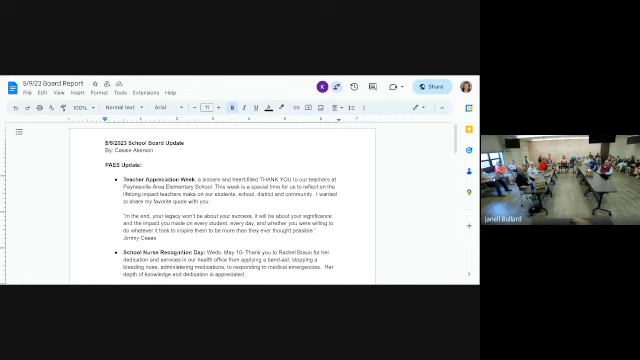 5/9/23 Board Report
File Edit View Insert Format Tools Extensions
K
Share
100% Normal text Arial 11 B I U A
5/9/2023 School Board Update
By: Cassie Akerson
PAES Update:
Teacher Appreciation Week: a sincere and heart-filled THANK YOU to our teachers at
Paynesville Area Elementary School. This week is a special time for us to reflect on the
lifelong impact teachers make on our students, school, district and community. I wanted
to share my favorite quote with you:
"In the end, your legacy won't be about your success, it will be about your significance
and the impact you made on every student, every day, and whether you were willing to
do whatever it took to inspire them to be more than they ever thought possible."
Jimmy Casas
School Nurse Recognition Day: Weds. May 10- Thank you to Rachel Braun for her
dedication and services in our health office from applying a band-aid, stopping a
bleeding nose, administering medications, to responding to medical emergencies. Her
depth of knowledge and dedication is appreciated.
Janell Bullard